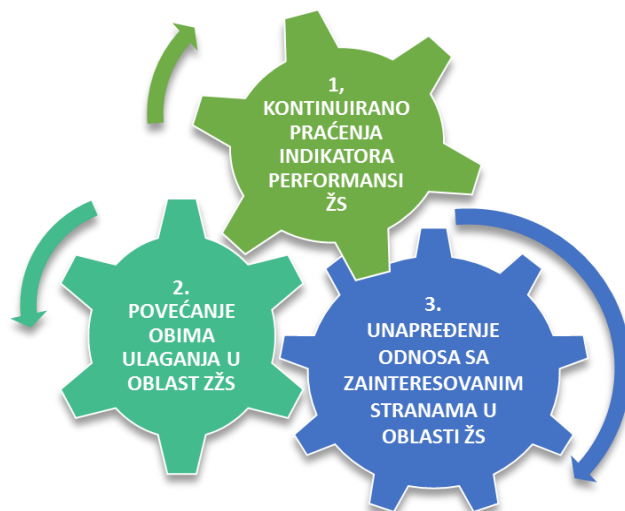 1,
KONTINUIRANO
PRAĆENJA
INDIKATORA
PERFORMANSI
ŽS
2.
POVEĆANJE
OBIMA
ULAGANJA U
OBLAST ZŽS
3.
UNAPREĐENJE
ODNOSA SA
ZAINTERESOVANIM
STRANAMA U
OBLASTI ŽS